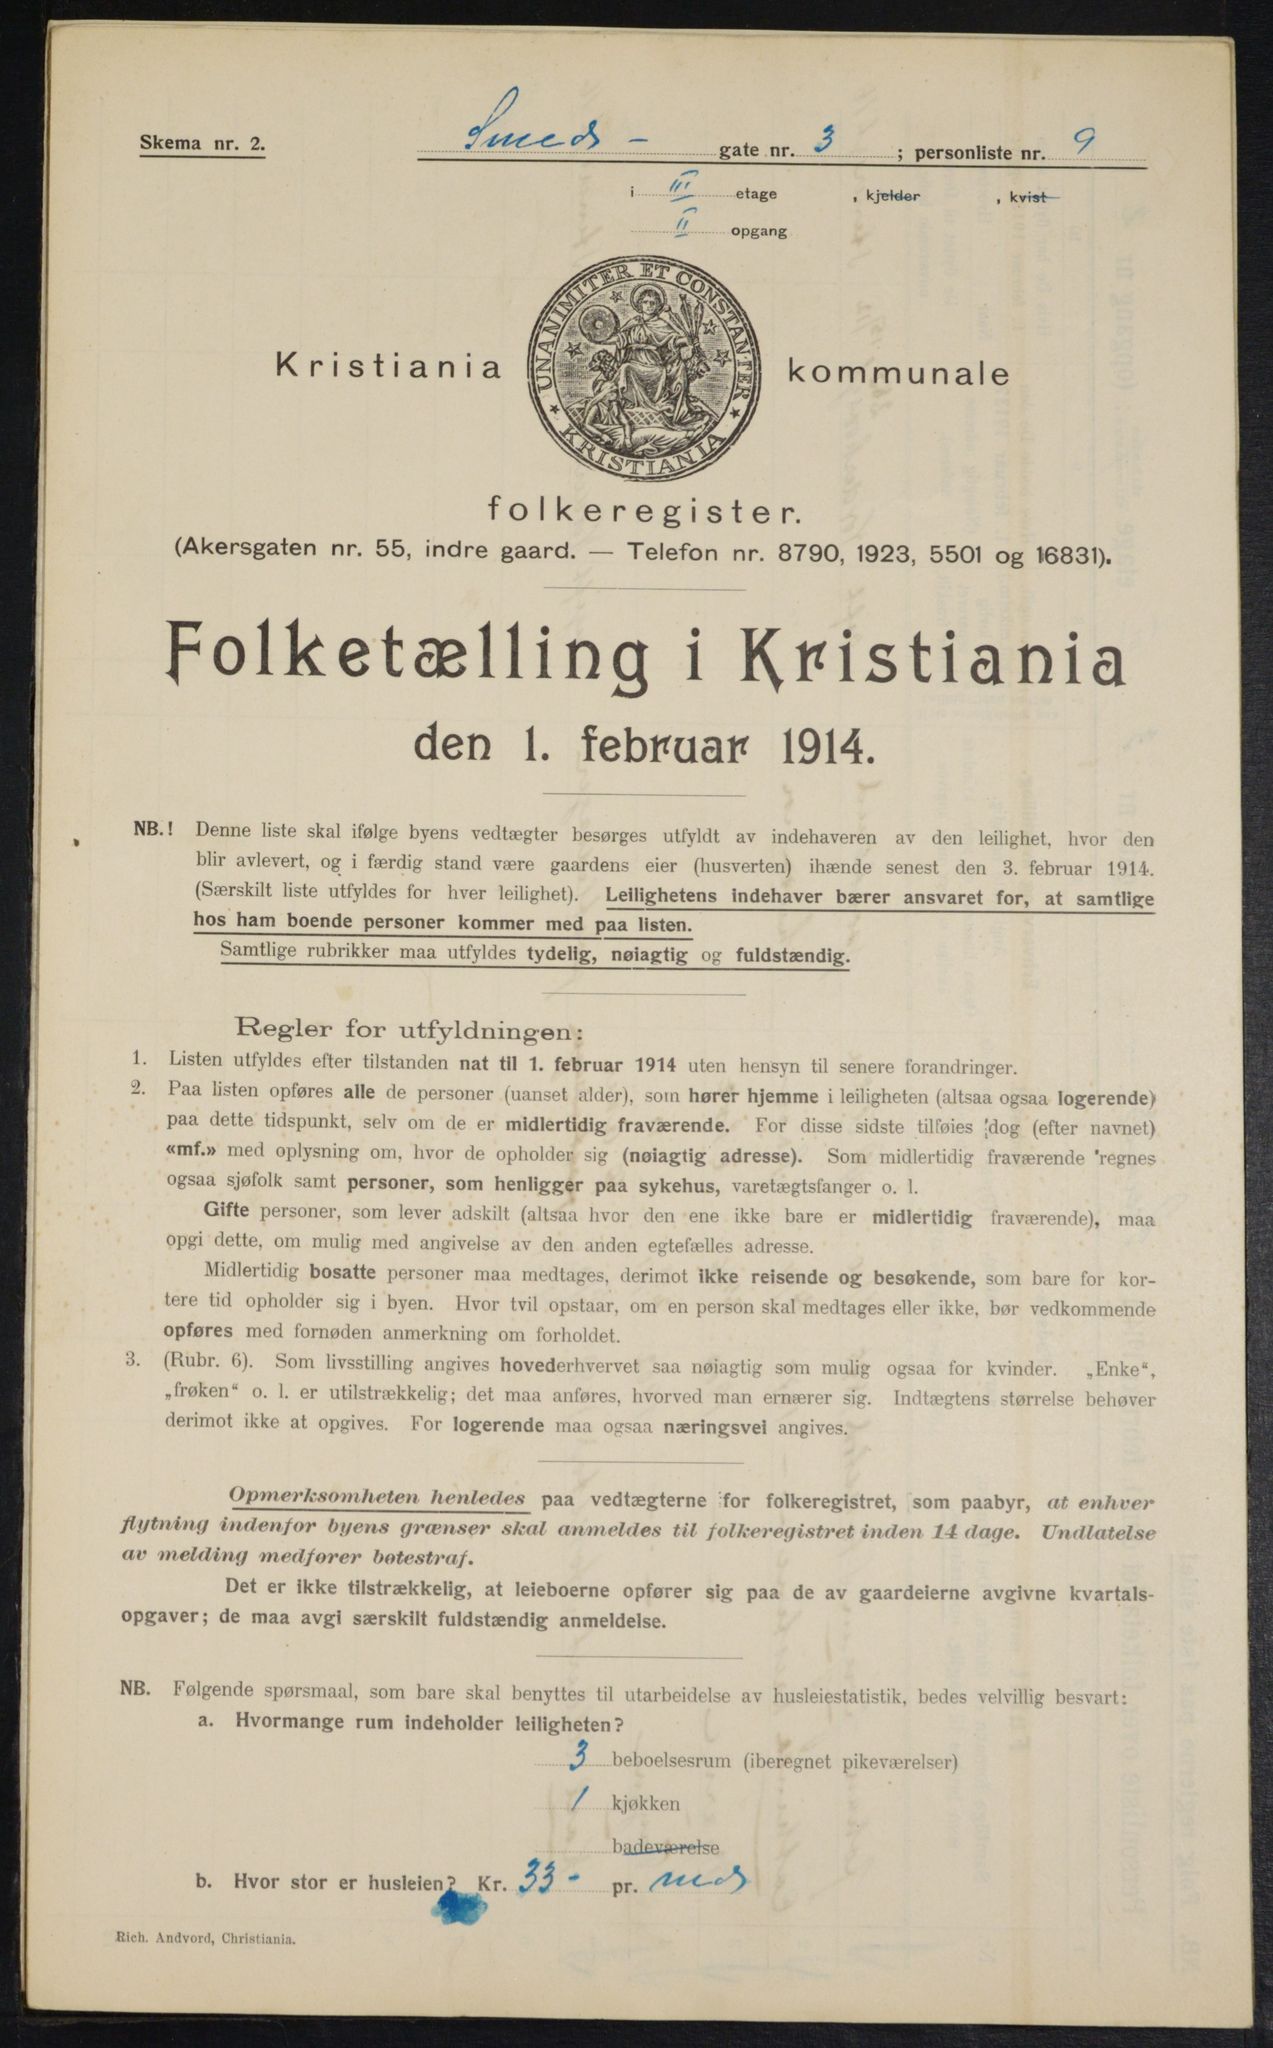 Skema nr. 2. Smeds - gate nr. 3 ; personliste nr. 9
i III etage , kjelder , kvist
II opgang
UNANIMITER ET CONSTANTER
KRISTIANIA
Kristiania kommunale
folkeregister.
(Akersgaten nr. 55, indre gaard. — Telefon nr. 8790, 1923, 5501 og 16831).
Folketælling i Kristiania
den 1. februar 1914.
NB.! Denne liste skal ifølge byens vedtægter besørges utfyldt av indehaveren av den leilighet, hvor den
blir avlevert, og i færdig stand være gaardens eier (husverten) ihænde senest den 3. februar 1914.
(Særskilt liste utfyldes for hver leilighet). Leilighetens indehaver bærer ansvaret for, at samtlige
hos ham boende personer kommer med paa listen.
Samtlige rubrikker maa utfyldes tydelig, nøiagtig og fuldstændig.
Regler for utfyldningen:
1. Listen utfyldes efter tilstanden nat til 1. februar 1914 uten hensyn til senere forandringer.
2. Paa listen opføres alle de personer (uanset alder), som hører hjemme i leiligheten (altsaa ogsaa logerende)
paa dette tidspunkt, selv om de er midlertidig fraværende. For disse sidste tilføies dog (efter navnet)
«mf.» med oplysning om, hvor de opholder sig (nøiagtig adresse). Som midlertidig fraværende regnes
ogsaa sjøfolk samt personer, som henligger paa sykehus, varetægtsfanger o. l.
Gifte personer, som lever adskilt (altsaa hvor den ene ikke bare er midlertidig fraværende), maa
opgi dette, om mulig med angivelse av den anden egtefælles adresse.
Midlertidig bosatte personer maa medtages, derimot ikke reisende og besøkende, som bare for kor-
tere tid opholder sig i byen. Hvor tvil opstaar, om en person skal medtages eller ikke, bør vedkommende
opføres med fornøden anmerkning om forholdet.
3. (Rubr. 6). Som livsstilling angives hovederhvervet saa nøiagtig som mulig ogsaa for kvinder. „Enke“,
„frøken“ o. l. er utilstrækkelig; det maa anføres, hvorved man ernærer sig. Indtægtens størrelse behøver
derimot ikke at opgives. For logerende maa ogsaa næringsvei angives.
Opmerksomheten henledes paa vedtægterne for folkeregistret, som paabyr, at enhver
flytning indenfor byens grænser skal anmeldes til folkeregistret inden 14 dage. Undlatelse
av melding medfører bøtestraf.
Det er ikke tilstrækkelig, at leieboerne opfører sig paa de av gaardeierne avgivne kvartals-
opgaver; de maa avgi særskilt fuldstændig anmeldelse.
NB. Følgende spørsmaal, som bare skal benyttes til utarbeidelse av husleiestatistik, bedes velvillig besvart:
a. Hvormange rum indeholder leiligheten?
3 beboelsesrum (iberegnet pikeværelser)
1 kjøkken
badeværelse
b. Hvor stor er husleien? Kr. 33 - pr. mds
Rich. Andvord, Christiania.